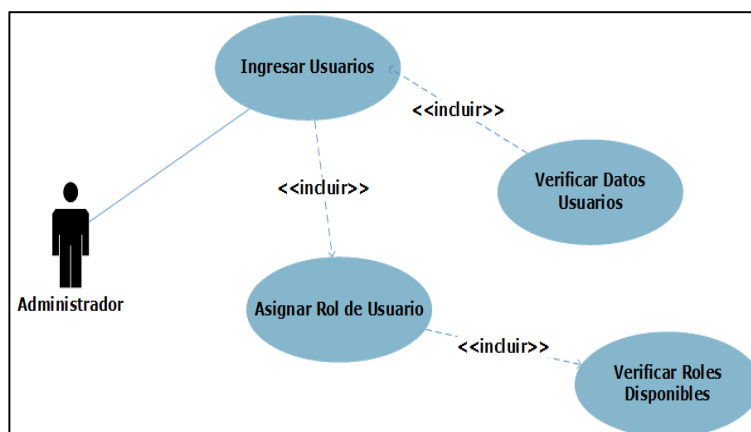 Ingresar Usuarios
<<incluir>>
Verificar Datos
Usuarios
<<incluir>>
Administrador
Asignar Rol de Usuario
<<incluir>>
Verificar Roles
Disponibles